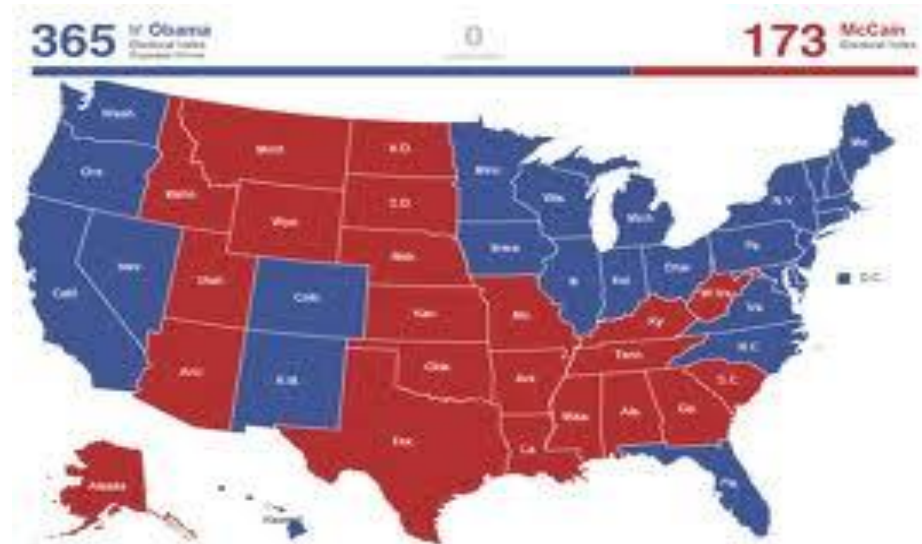 365
Obama
0
173
McCain
Wash
Mont
N.D.
Minn
Me.
Ore
Idaho
S.D.
Wis
Mich
N.Y.
Wyo
Iowa
Pa.
Nev
Utah
Neb
Ill
Ind
Ohio
D.C.
Calif
Colo
Kan
Mo.
W.Va.
Va.
Ky
N.C.
Ariz
N.M.
Okla
Ark
Tenn
S.C.
Tex
Miss
Ala
Ga.
La
Fla
Alaska
Hawaii